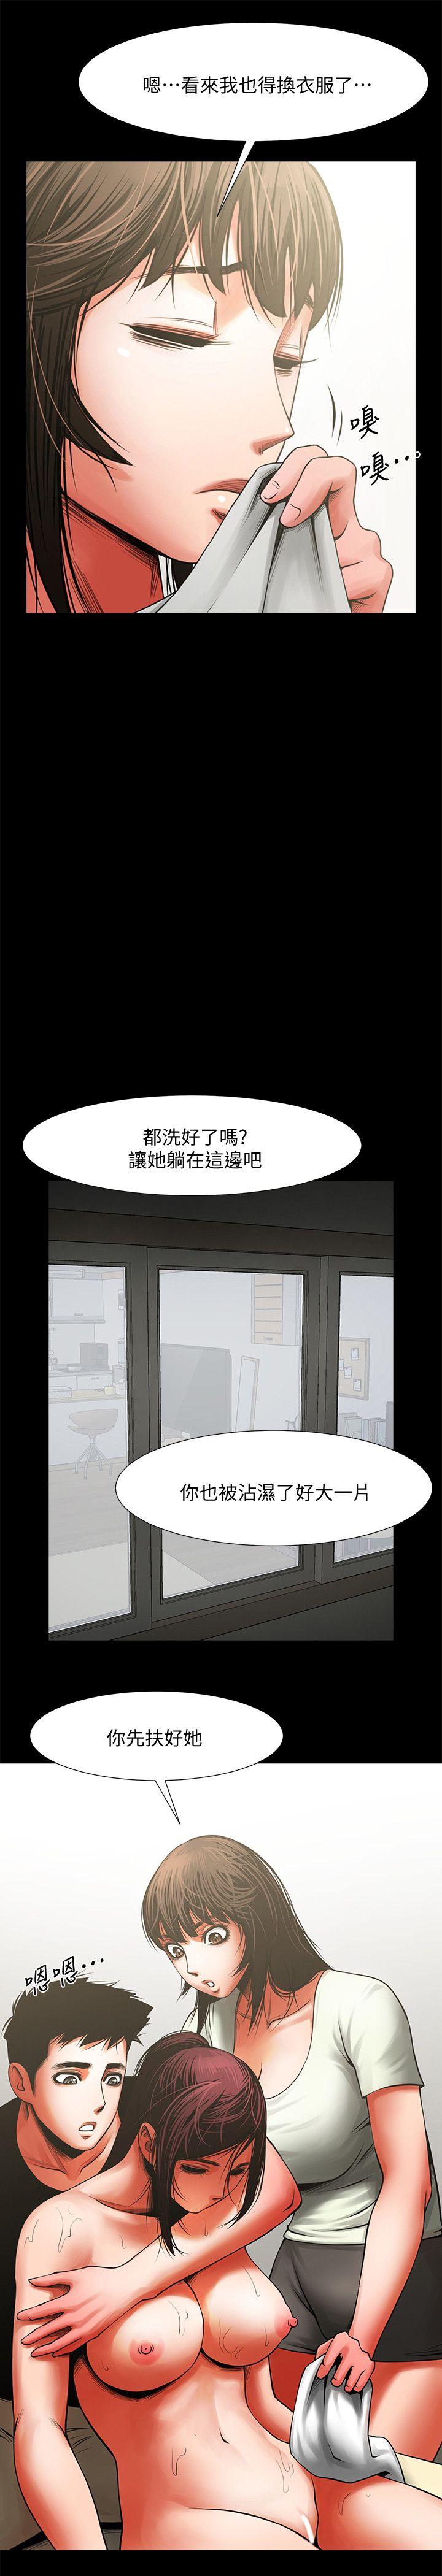 嗯⋯看來我也得換衣服了⋯
嗅
嗅⋯
都洗好了嗎?
讓她躺在這邊吧
你也被沾濕了好大一片
你先扶好她
嗯嗯⋯